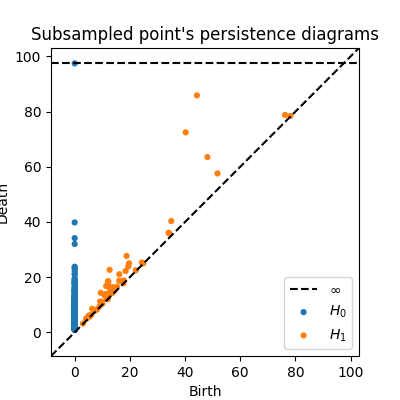 Subsampled point's persistence diagrams
100
80
60
40
20
0
Death
∞
H₀
H₁
0 20 40 60 80 100
Birth